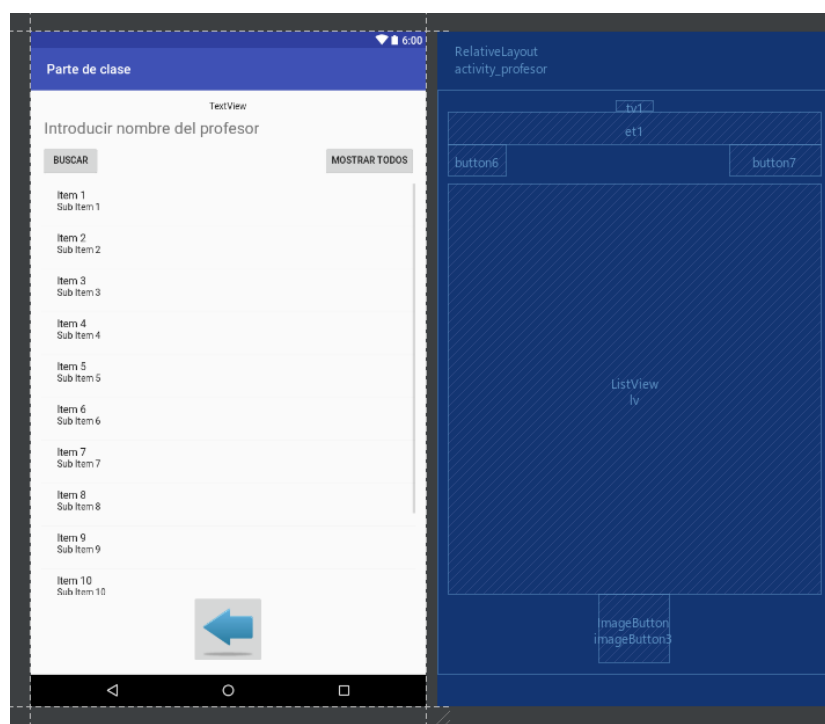 6:00
Parte de clase
TextView
Introducir nombre del profesor
BUSCAR
MOSTRAR TODOS
Item 1
Sub Item 1
Item 2
Sub Item 2
Item 3
Sub Item 3
Item 4
Sub Item 4
Item 5
Sub Item 5
Item 6
Sub Item 6
Item 7
Sub Item 7
Item 8
Sub Item 8
Item 9
Sub Item 9
Item 10
Sub Item 10
RelativeLayout
activity_profesor
tv1
et1
button6
button7
ListView
lv
ImageButton
imageButton3